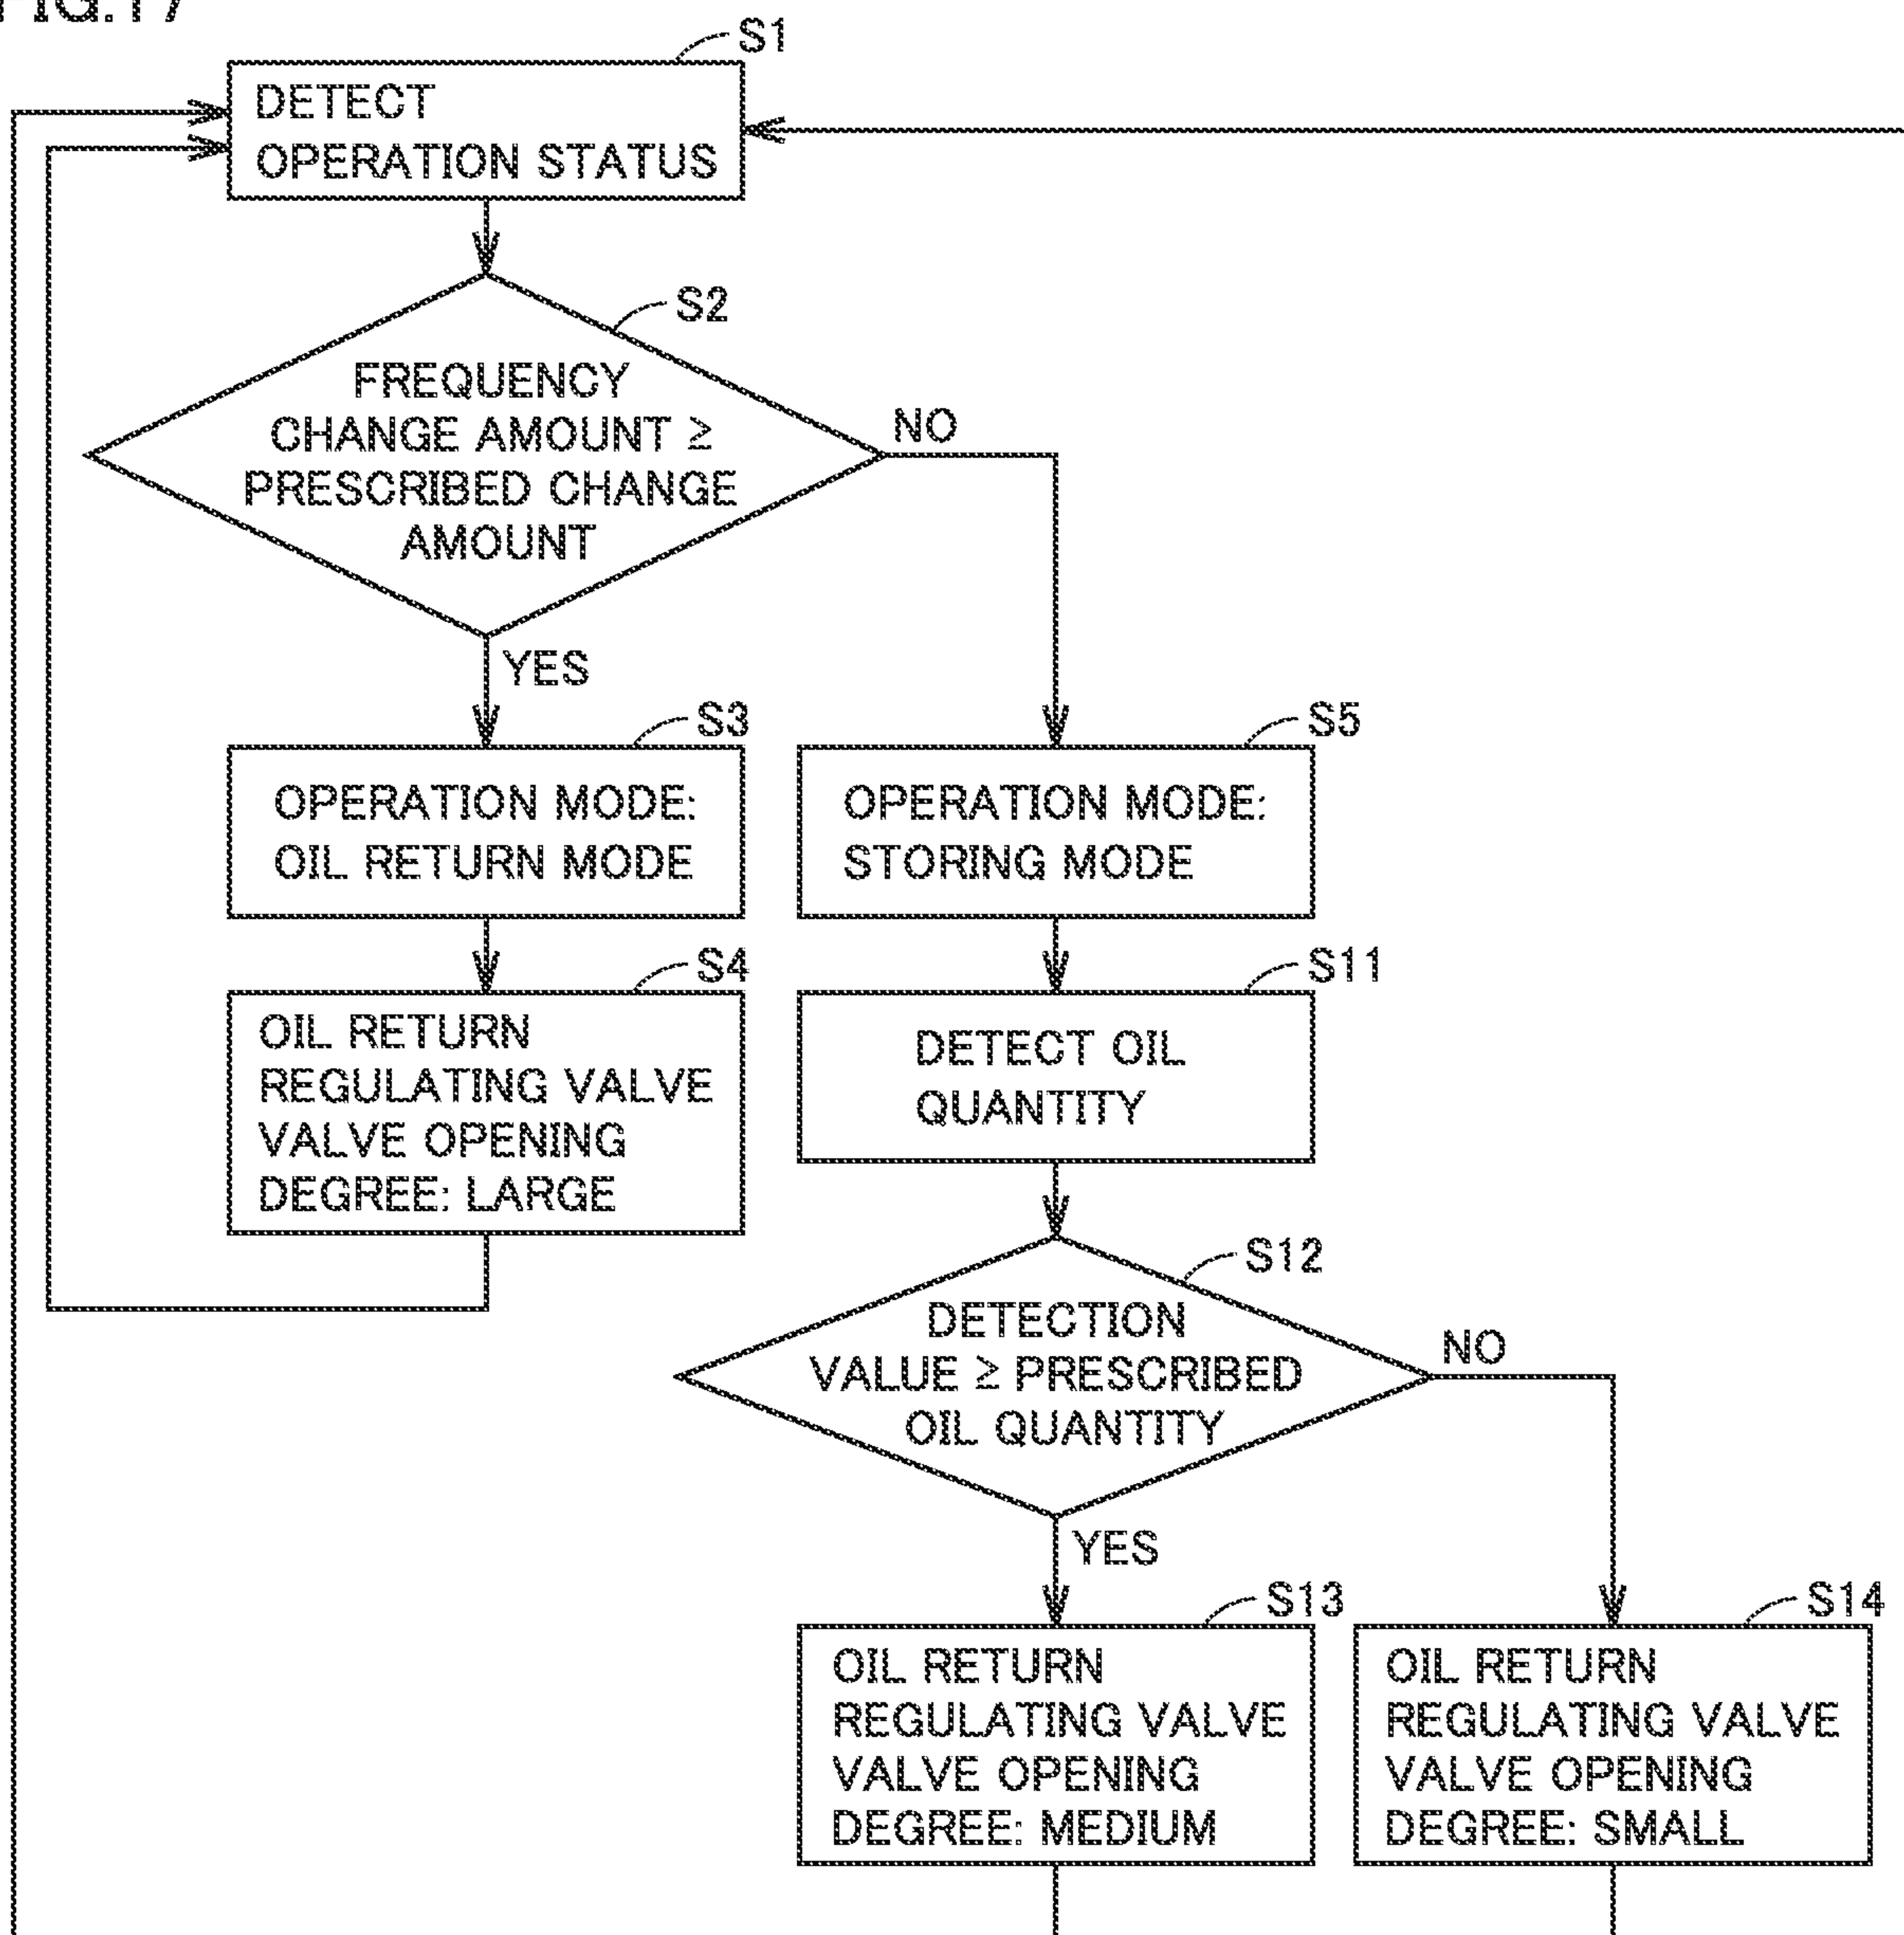 FIG.17
S1
DETECT
OPERATION STATUS
S2
FREQUENCY
CHANGE AMOUNT ≥
PRESCRIBED CHANGE
AMOUNT
NO
YES
S3
OPERATION MODE:
OIL RETURN MODE
S5
OPERATION MODE:
STORING MODE
S4
OIL RETURN
REGULATING VALVE
VALVE OPENING
DEGREE: LARGE
S11
DETECT OIL
QUANTITY
S12
DETECTION
VALUE ≥ PRESCRIBED
OIL QUANTITY
NO
YES
S13
OIL RETURN
REGULATING VALVE
VALVE OPENING
DEGREE: MEDIUM
S14
OIL RETURN
REGULATING VALVE
VALVE OPENING
DEGREE: SMALL